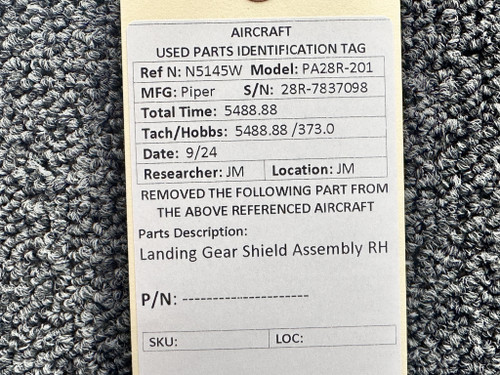 AIRCRAFT
USED PARTS IDENTIFICATION TAG
Ref N: N5145W Model: PA28R-201
MFG: Piper S/N: 28R-7837098
Total Time: 5488.88
Tach/Hobbs: 5488.88 /373.0
Date: 9/24
Researcher: JM Location: JM
REMOVED THE FOLLOWING PART FROM
THE ABOVE REFERENCED AIRCRAFT
Parts Description:
Landing Gear Shield Assembly RH
P/N: ----------------------
SKU: LOC: